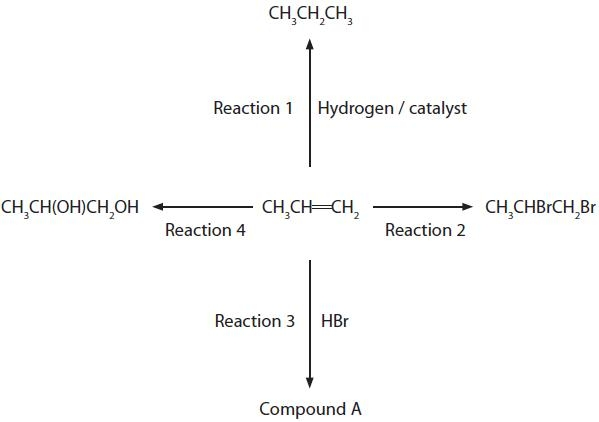 CH₃CH₂CH₃
Reaction 1 Hydrogen / catalyst
CH₃CH(OH)CH₂OH CH₃CH=CH₂ CH₃CHBrCH₂Br
Reaction 4 Reaction 2
Reaction 3 HBr
Compound A